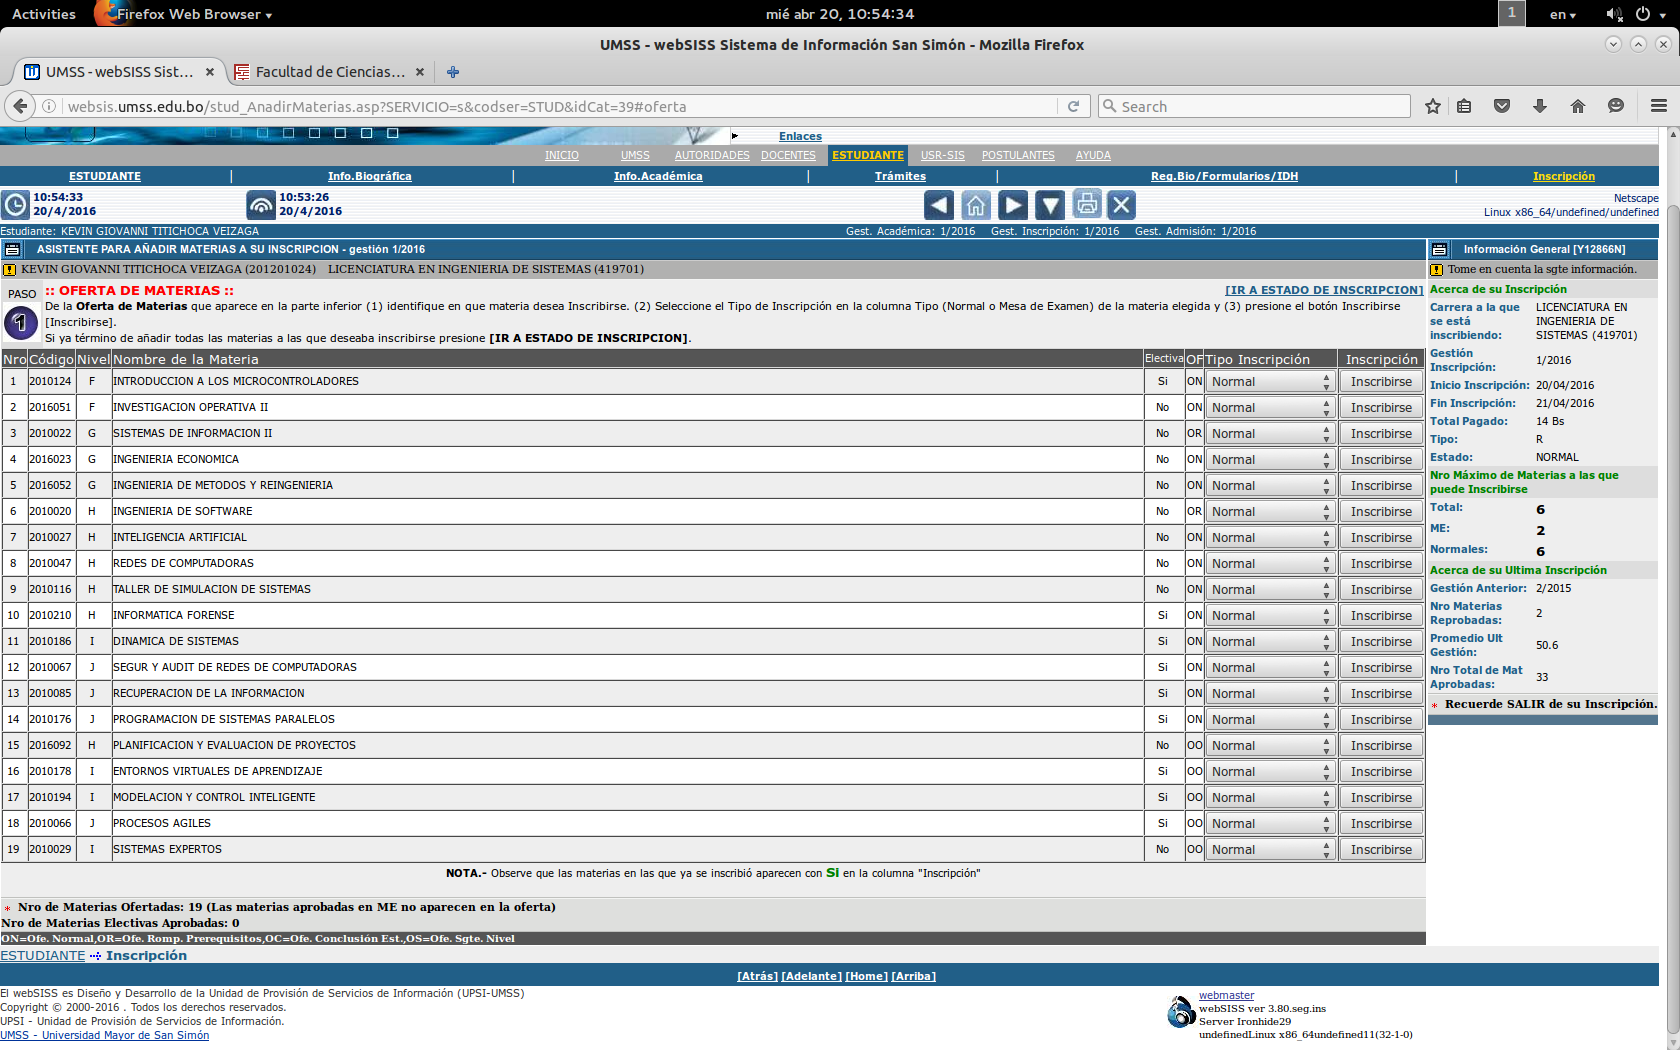 Activities Firefox Web Browser mié abr 20, 10:54:34 1 en
UMSS - webSISS Sistema de Información San Simón - Mozilla Firefox
UMSS - webSISS Sist... × Facultad de Ciencias... ×
websis.umss.edu.bo/stud_AnadirMaterias.asp?SERVICIO=s&codser=STUD&idCat=39#oferta Search
Enlaces
INICIO UMSS AUTORIDADES DOCENTES ESTUDIANTE USR-SIS POSTULANTES AYUDA
ESTUDIANTE | Info.Biográfica | Info.Académica | Trámites | Reg.Bio/Formularios/IDH | Inscripción
10:54:33 10:53:26 Netscape
20/4/2016 20/4/2016 Linux x86_64/undefined/undefined
Estudiante: KEVIN GIOVANNI TITICHOCA VEIZAGA Gest. Académica: 1/2016 Gest. Inscripción: 1/2016 Gest. Admisión: 1/2016
ASISTENTE PARA AÑADIR MATERIAS A SU INSCRIPCION - gestión 1/2016
KEVIN GIOVANNI TITICHOCA VEIZAGA (201201024) LICENCIATURA EN INGENIERIA DE SISTEMAS (419701)
PASO 1
:: OFERTA DE MATERIAS :: [IR A ESTADO DE INSCRIPCION]
De la Oferta de Materias que aparece en la parte inferior (1) identifique en que materia desea Inscribirse. (2) Seleccione el Tipo de Inscripción en la columna Tipo (Normal o Mesa de Examen) de la materia elegida y (3) presione el botón Inscribirse
[Inscribirse].
Si ya término de añadir todas las materias a las que deseaba inscribirse presione [IR A ESTADO DE INSCRIPCION].
Nro Código Nivel Nombre de la Materia Electiva OF Tipo Inscripción Inscripción
1 2010124 F INTRODUCCION A LOS MICROCONTROLADORES Si ON Normal Inscribirse
2 2016051 F INVESTIGACION OPERATIVA II No ON Normal Inscribirse
3 2010022 G SISTEMAS DE INFORMACION II No OR Normal Inscribirse
4 2016023 G INGENIERIA ECONOMICA No ON Normal Inscribirse
5 2016052 G INGENIERIA DE METODOS Y REINGENIERIA No ON Normal Inscribirse
6 2010020 H INGENIERIA DE SOFTWARE No OR Normal Inscribirse
7 2010027 H INTELIGENCIA ARTIFICIAL No ON Normal Inscribirse
8 2010047 H REDES DE COMPUTADORAS No ON Normal Inscribirse
9 2010116 H TALLER DE SIMULACION DE SISTEMAS No ON Normal Inscribirse
10 2010210 H INFORMATICA FORENSE Si ON Normal Inscribirse
11 2010186 I DINAMICA DE SISTEMAS Si ON Normal Inscribirse
12 2010067 J SEGUR Y AUDIT DE REDES DE COMPUTADORAS Si ON Normal Inscribirse
13 2010085 J RECUPERACION DE LA INFORMACION Si ON Normal Inscribirse
14 2010176 J PROGRAMACION DE SISTEMAS PARALELOS Si ON Normal Inscribirse
15 2016092 H PLANIFICACION Y EVALUACION DE PROYECTOS No OO Normal Inscribirse
16 2010178 I ENTORNOS VIRTUALES DE APRENDIZAJE Si OO Normal Inscribirse
17 2010194 I MODELACION Y CONTROL INTELIGENTE Si OO Normal Inscribirse
18 2010066 J PROCESOS AGILES Si OO Normal Inscribirse
19 2010029 I SISTEMAS EXPERTOS No OO Normal Inscribirse
NOTA.- Observe que las materias en las que ya se inscribió aparecen con Si en la columna "Inscripción"
* Nro de Materias Ofertadas: 19 (Las materias aprobadas en ME no aparecen en la oferta)
Nro de Materias Electivas Aprobadas: 0
ON=Ofe. Normal,OR=Ofe. Romp. Prerequisitos,OC=Ofe. Conclusión Est.,OS=Ofe. Sgte. Nivel
Información General [Y12866N]
Tome en cuenta la sgte información.
Acerca de su Inscripción
Carrera a la que se está inscribiendo: LICENCIATURA EN INGENIERIA DE SISTEMAS (419701)
Gestión Inscripción: 1/2016
Inicio Inscripción: 20/04/2016
Fin Inscripción: 21/04/2016
Total Pagado: 14 Bs
Tipo: R
Estado: NORMAL
Nro Máximo de Materias a las que
puede Inscribirse
Total: 6
ME: 2
Normales: 6
Acerca de su Ultima Inscripción
Gestión Anterior: 2/2015
Nro Materias Reprobadas: 2
Promedio Ult Gestión: 50.6
Nro Total de Mat Aprobadas: 33
* Recuerde SALIR de su Inscripción.
ESTUDIANTE Inscripción
[Atrás] [Adelante] [Home] [Arriba]
El webSISS es Diseño y Desarrollo de la Unidad de Provisión de Servicios de Información (UPSI-UMSS)
Copyright © 2000-2016 . Todos los derechos reservados.
UPSI - Unidad de Provisión de Servicios de Información.
UMSS - Universidad Mayor de San Simón
webmaster
webSISS ver 3.80.seg.ins
Server Ironhide29
undefinedLinux x86_64undefined11(32-1-0)